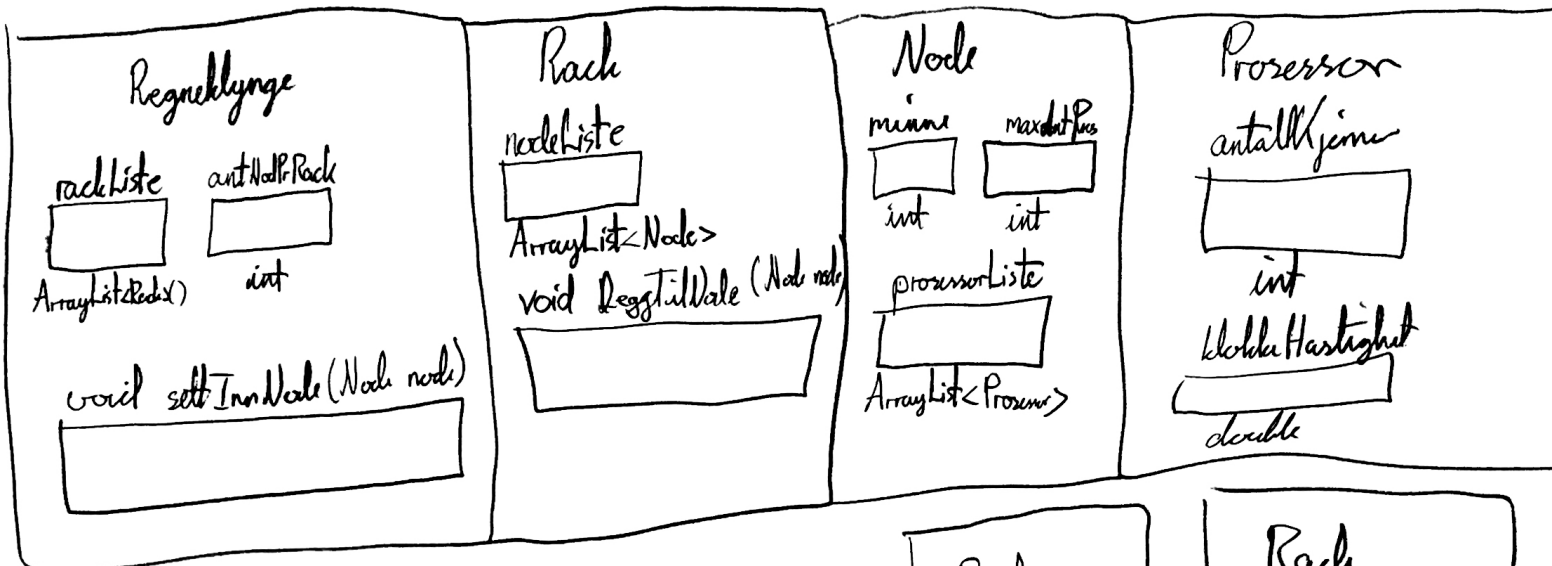 Regneklynge
rackListe antNodPrRack
ArrayList<Rack>() int
void settInnNode (Node node)
Rack
nodeListe
ArrayList<Node>
void LeggTilNode (Node node)
Node
minne maxAntPros
int int
prosessorListe
ArrayList<Prosessor>
Prosessor
antallKjerner
int
klokkeHastighet
double
Rack